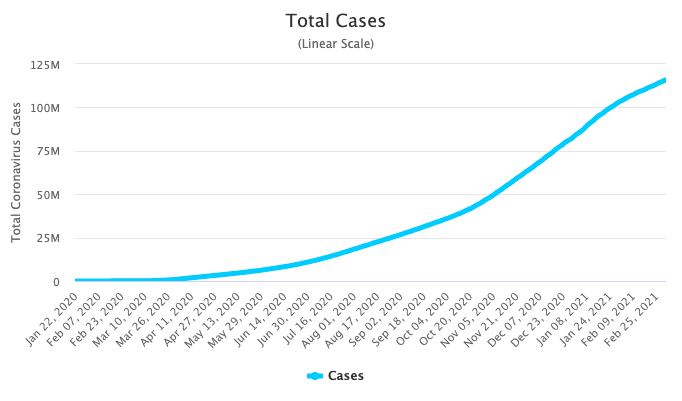 Total Cases
(Linear Scale)
Total Coronavirus Cases
125M
100M
75M
50M
25M
0
Jan 22, 2020
Feb 07, 2020
Feb 23, 2020
Mar 10, 2020
Mar 26, 2020
Apr 11, 2020
Apr 27, 2020
May 13, 2020
May 29, 2020
Jun 14, 2020
Jun 30, 2020
Jul 16, 2020
Aug 01, 2020
Aug 17, 2020
Sep 02, 2020
Sep 18, 2020
Oct 04, 2020
Oct 20, 2020
Nov 05, 2020
Nov 21, 2020
Dec 07, 2020
Dec 23, 2020
Jan 08, 2021
Jan 24, 2021
Feb 09, 2021
Feb 25, 2021
Cases